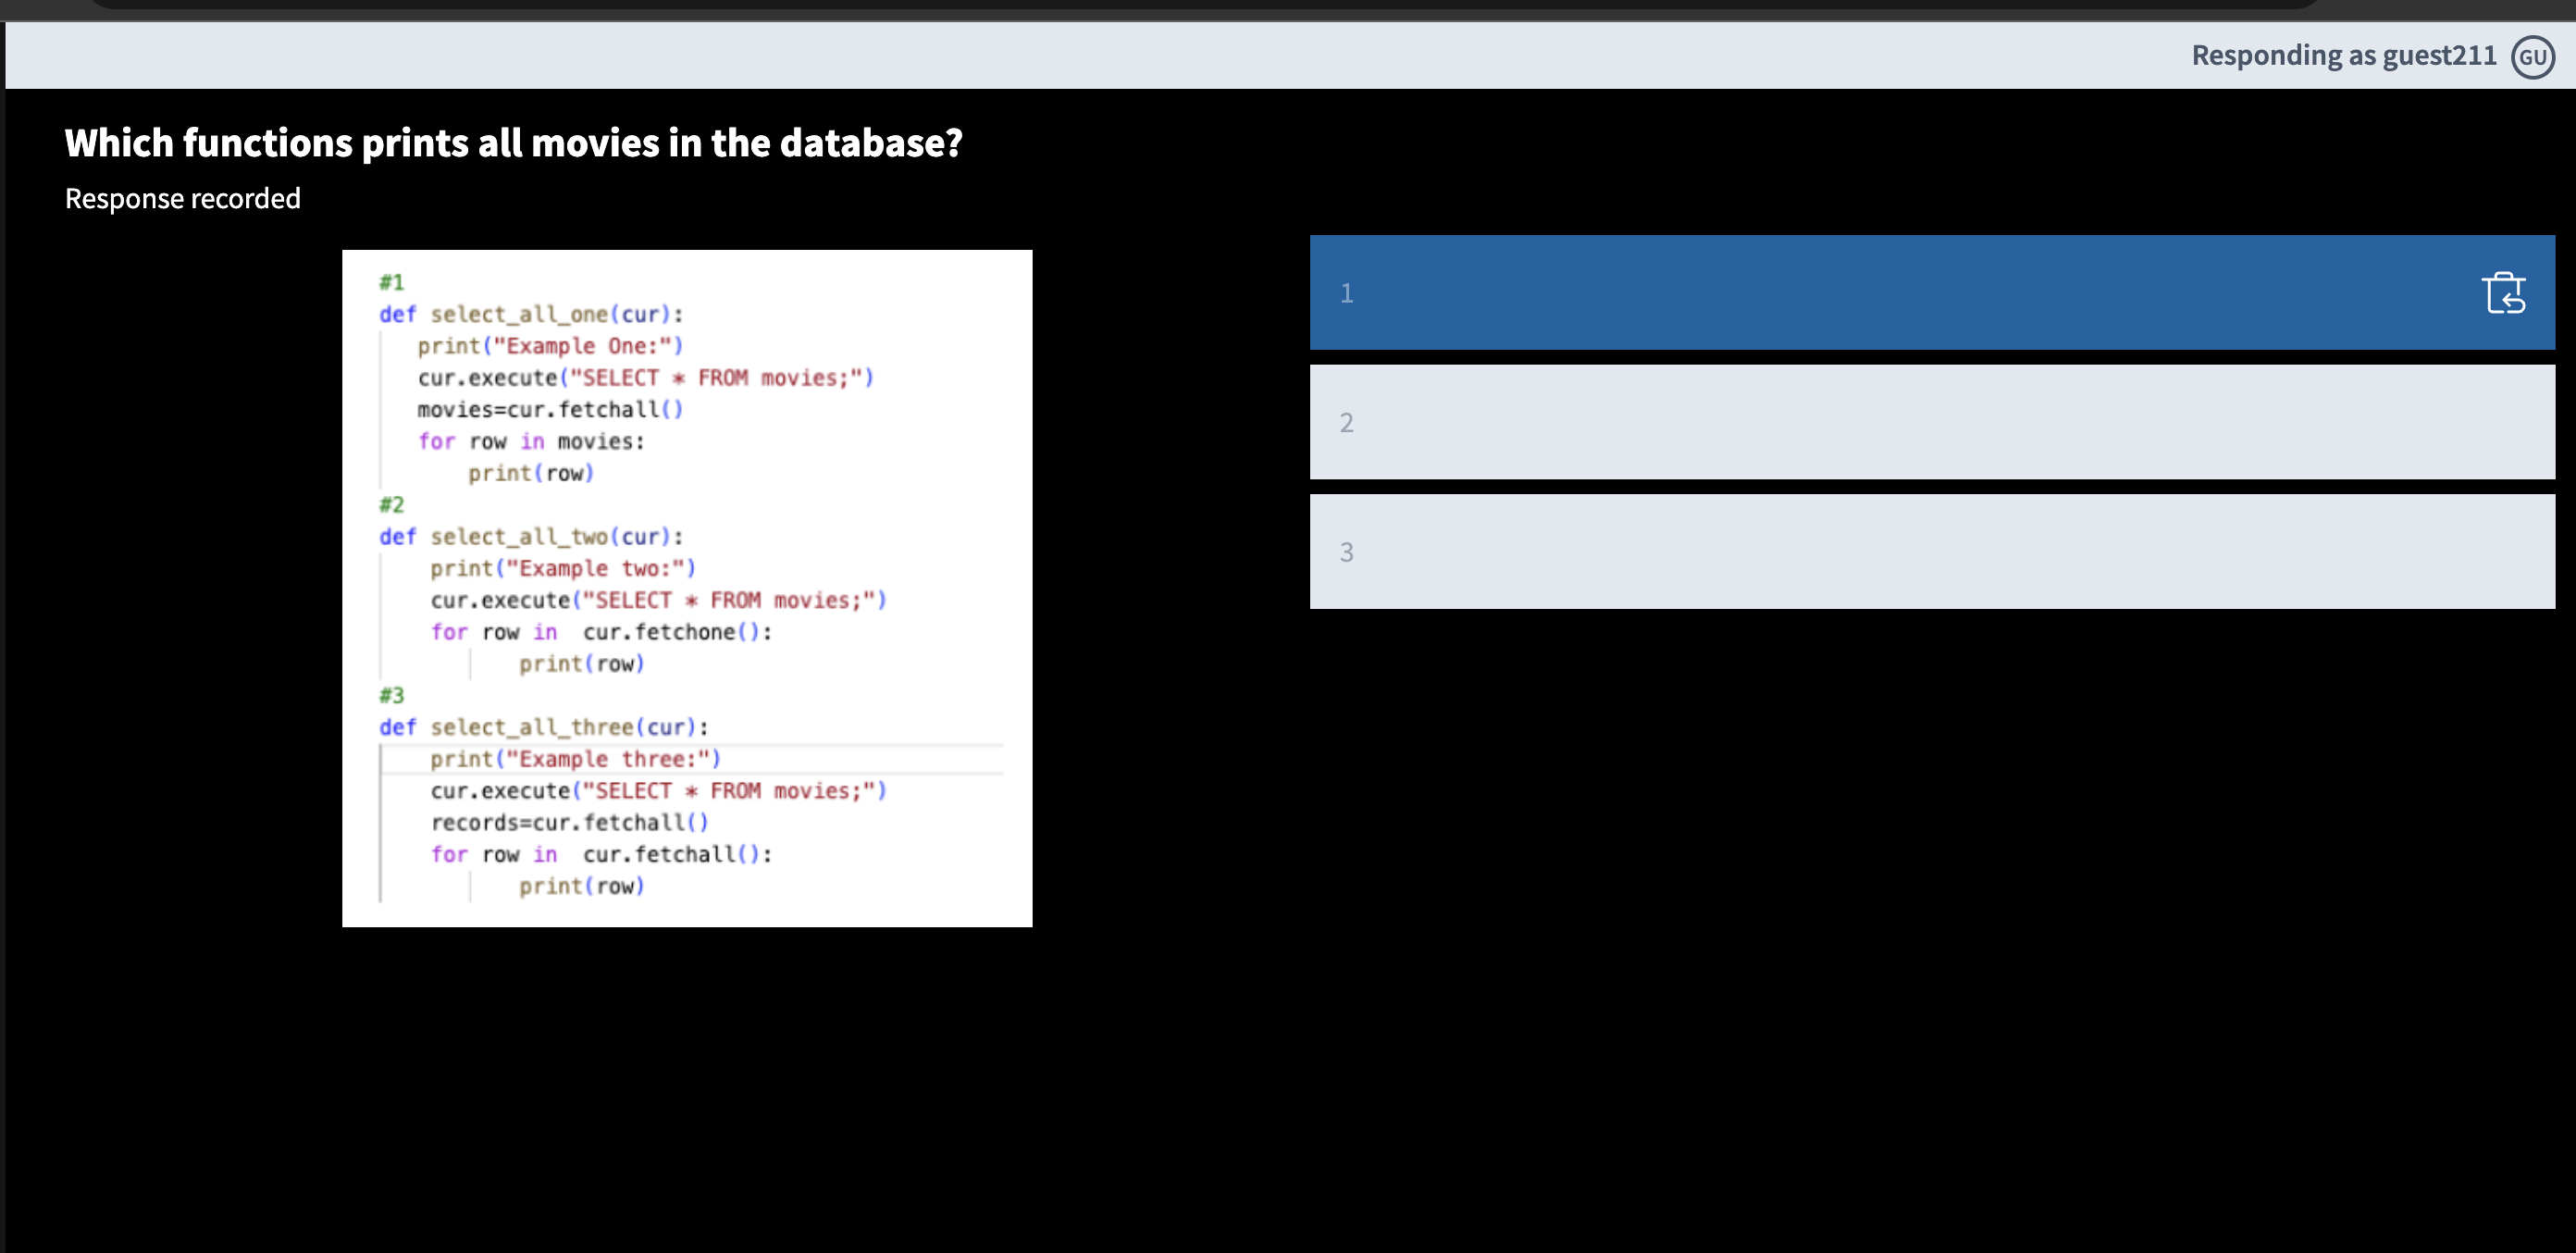 Responding as guest211 GU
Which functions prints all movies in the database?
Response recorded
#1
def select_all_one(cur):
print("Example One:")
cur.execute("SELECT * FROM movies;")
movies=cur.fetchall()
for row in movies:
print(row)
#2
def select_all_two(cur):
print("Example two:")
cur.execute("SELECT * FROM movies;")
for row in  cur.fetchone():
print(row)
#3
def select_all_three(cur):
print("Example three:")
cur.execute("SELECT * FROM movies;")
records=cur.fetchall()
for row in  cur.fetchall():
print(row)
1
2
3